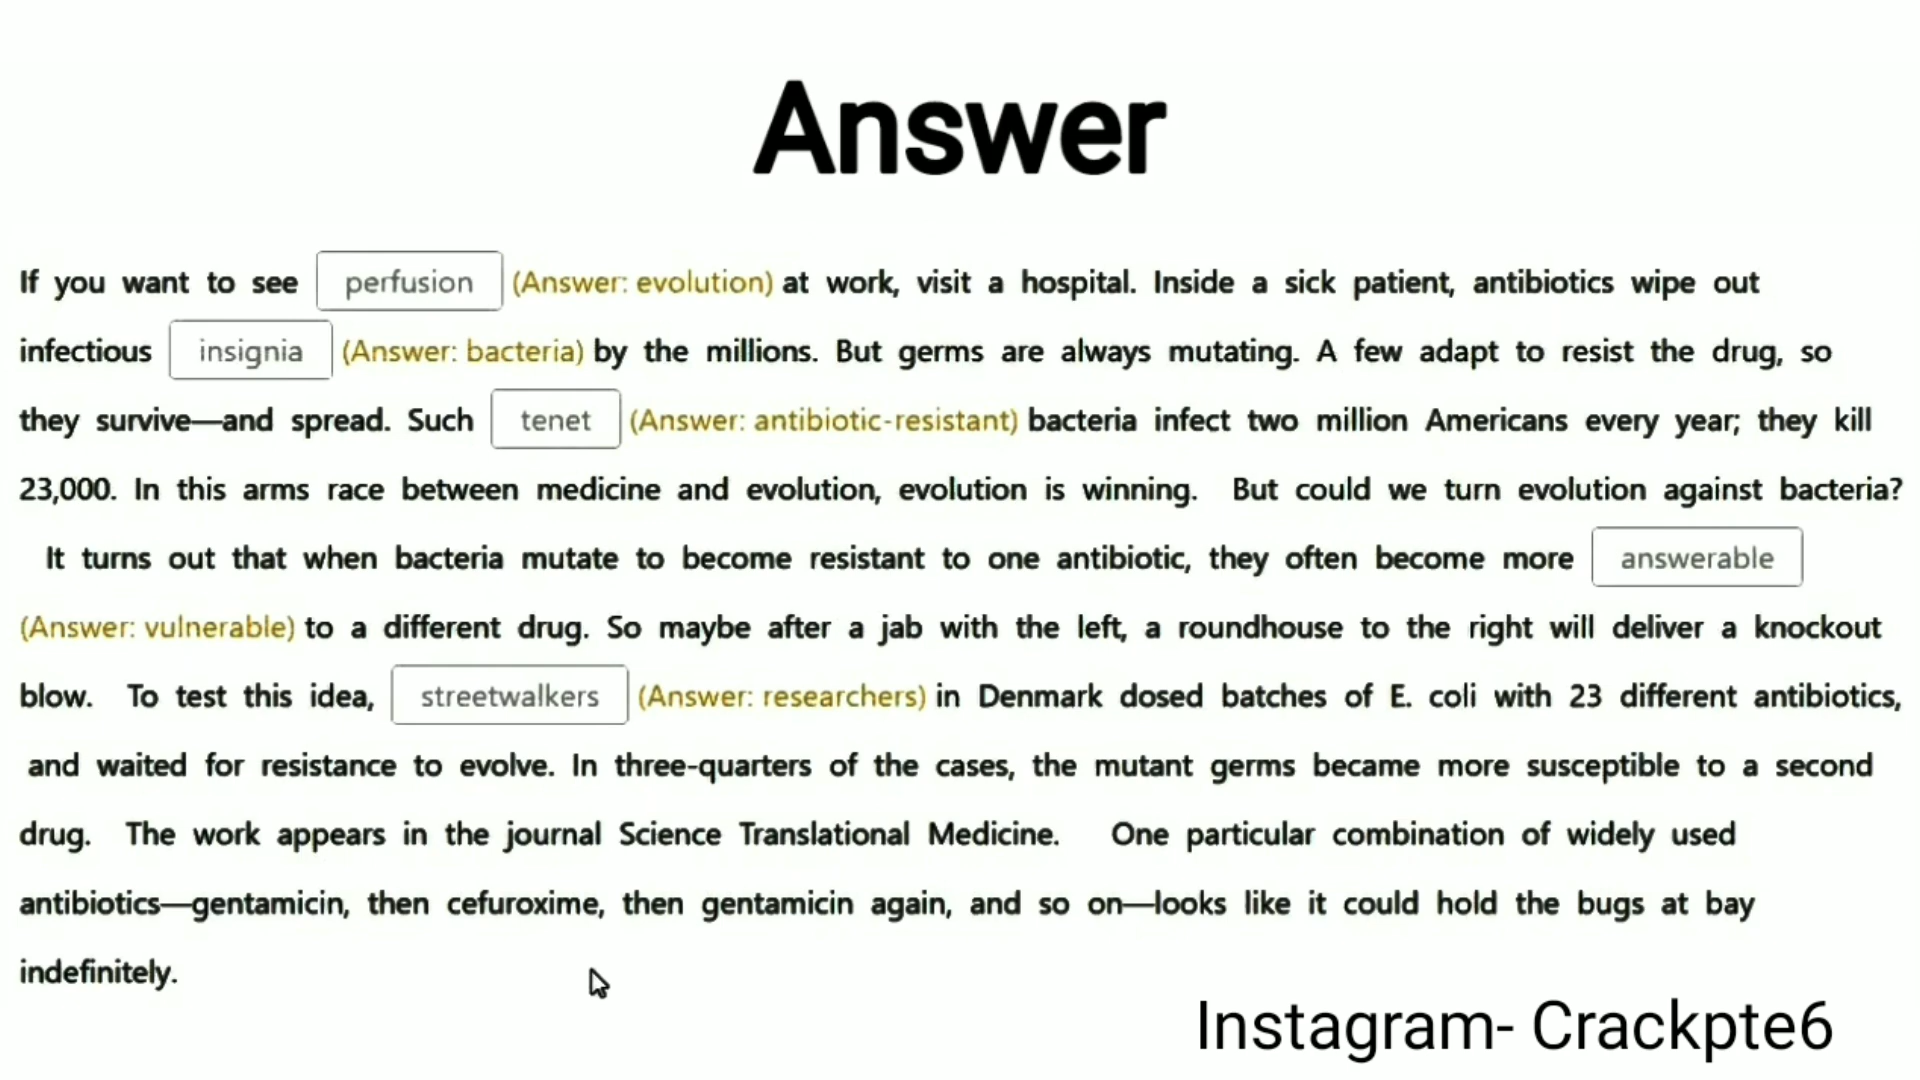 Answer
If you want to see perfusion (Answer: evolution) at work, visit a hospital. Inside a sick patient, antibiotics wipe out
infectious insignia (Answer: bacteria) by the millions. But germs are always mutating. A few adapt to resist the drug, so
they survive—and spread. Such tenet (Answer: antibiotic-resistant) bacteria infect two million Americans every year; they kill
23,000. In this arms race between medicine and evolution, evolution is winning. But could we turn evolution against bacteria?
It turns out that when bacteria mutate to become resistant to one antibiotic, they often become more answerable
(Answer: vulnerable) to a different drug. So maybe after a jab with the left, a roundhouse to the right will deliver a knockout
blow. To test this idea, streetwalkers (Answer: researchers) in Denmark dosed batches of E. coli with 23 different antibiotics,
and waited for resistance to evolve. In three-quarters of the cases, the mutant germs became more susceptible to a second
drug. The work appears in the journal Science Translational Medicine. One particular combination of widely used
antibiotics—gentamicin, then cefuroxime, then gentamicin again, and so on—looks like it could hold the bugs at bay
indefinitely.
Instagram- Crackpte6